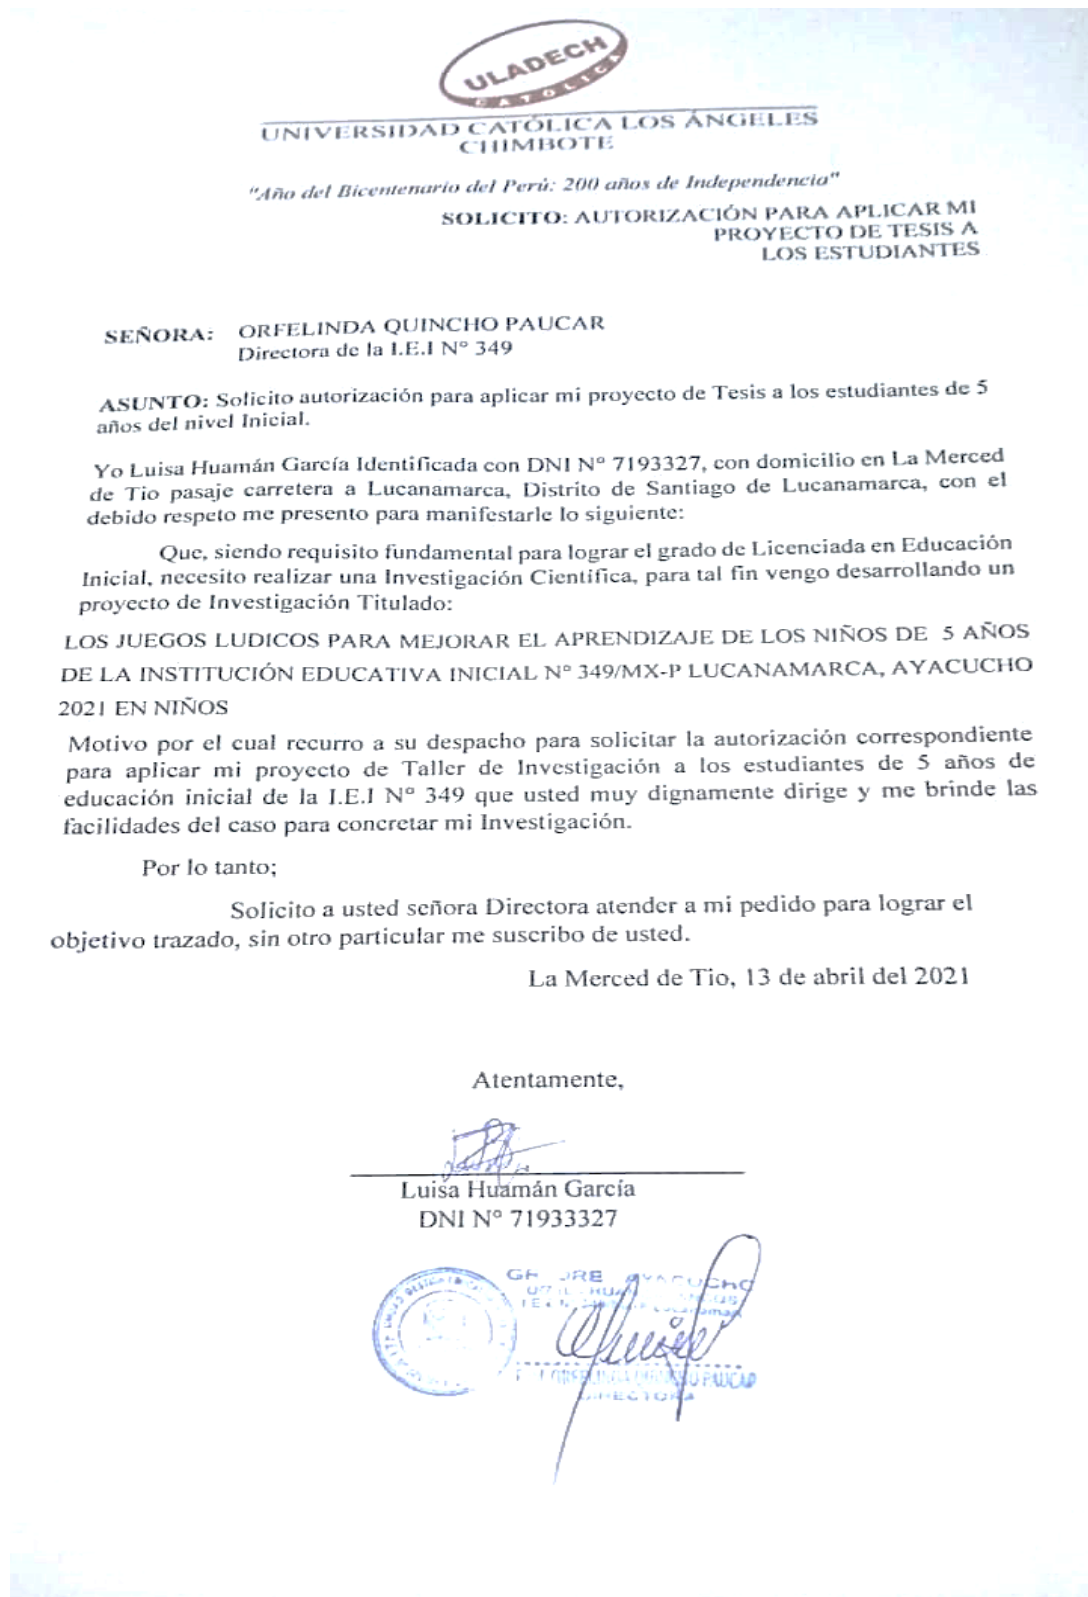 ULADECH
CATOLICA
UNIVERSIDAD CATÓLICA LOS ÁNGELES
CHIMBOTE
"Año del Bicentenario del Perú: 200 años de Independencia"
SOLICITO: AUTORIZACIÓN PARA APLICAR MI
PROYECTO DE TESIS A
LOS ESTUDIANTES
SEÑORA: ORFELINDA QUINCHO PAUCAR
Directora de la I.E.I N° 349
ASUNTO: Solicito autorización para aplicar mi proyecto de Tesis a los estudiantes de 5
años del nivel Inicial.
Yo Luisa Huamán García Identificada con DNI N° 7193327, con domicilio en La Merced
de Tio pasaje carretera a Lucanamarca, Distrito de Santiago de Lucanamarca, con el
debido respeto me presento para manifestarle lo siguiente:
Que, siendo requisito fundamental para lograr el grado de Licenciada en Educación
Inicial, necesito realizar una Investigación Científica, para tal fin vengo desarrollando un
proyecto de Investigación Titulado:
LOS JUEGOS LUDICOS PARA MEJORAR EL APRENDIZAJE DE LOS NIÑOS DE 5 AÑOS
DE LA INSTITUCIÓN EDUCATIVA INICIAL N° 349/MX-P LUCANAMARCA, AYACUCHO
2021 EN NIÑOS
Motivo por el cual recurro a su despacho para solicitar la autorización correspondiente
para aplicar mi proyecto de Taller de Investigación a los estudiantes de 5 años de
educación inicial de la I.E.I N° 349 que usted muy dignamente dirige y me brinde las
facilidades del caso para concretar mi Investigación.
Por lo tanto;
Solicito a usted señora Directora atender a mi pedido para lograr el
objetivo trazado, sin otro particular me suscribo de usted.
La Merced de Tio, 13 de abril del 2021
Atentamente,
Luisa Huamán García
DNI N° 71933327
AYACUCHO
PAUCAR
DIRECTORA